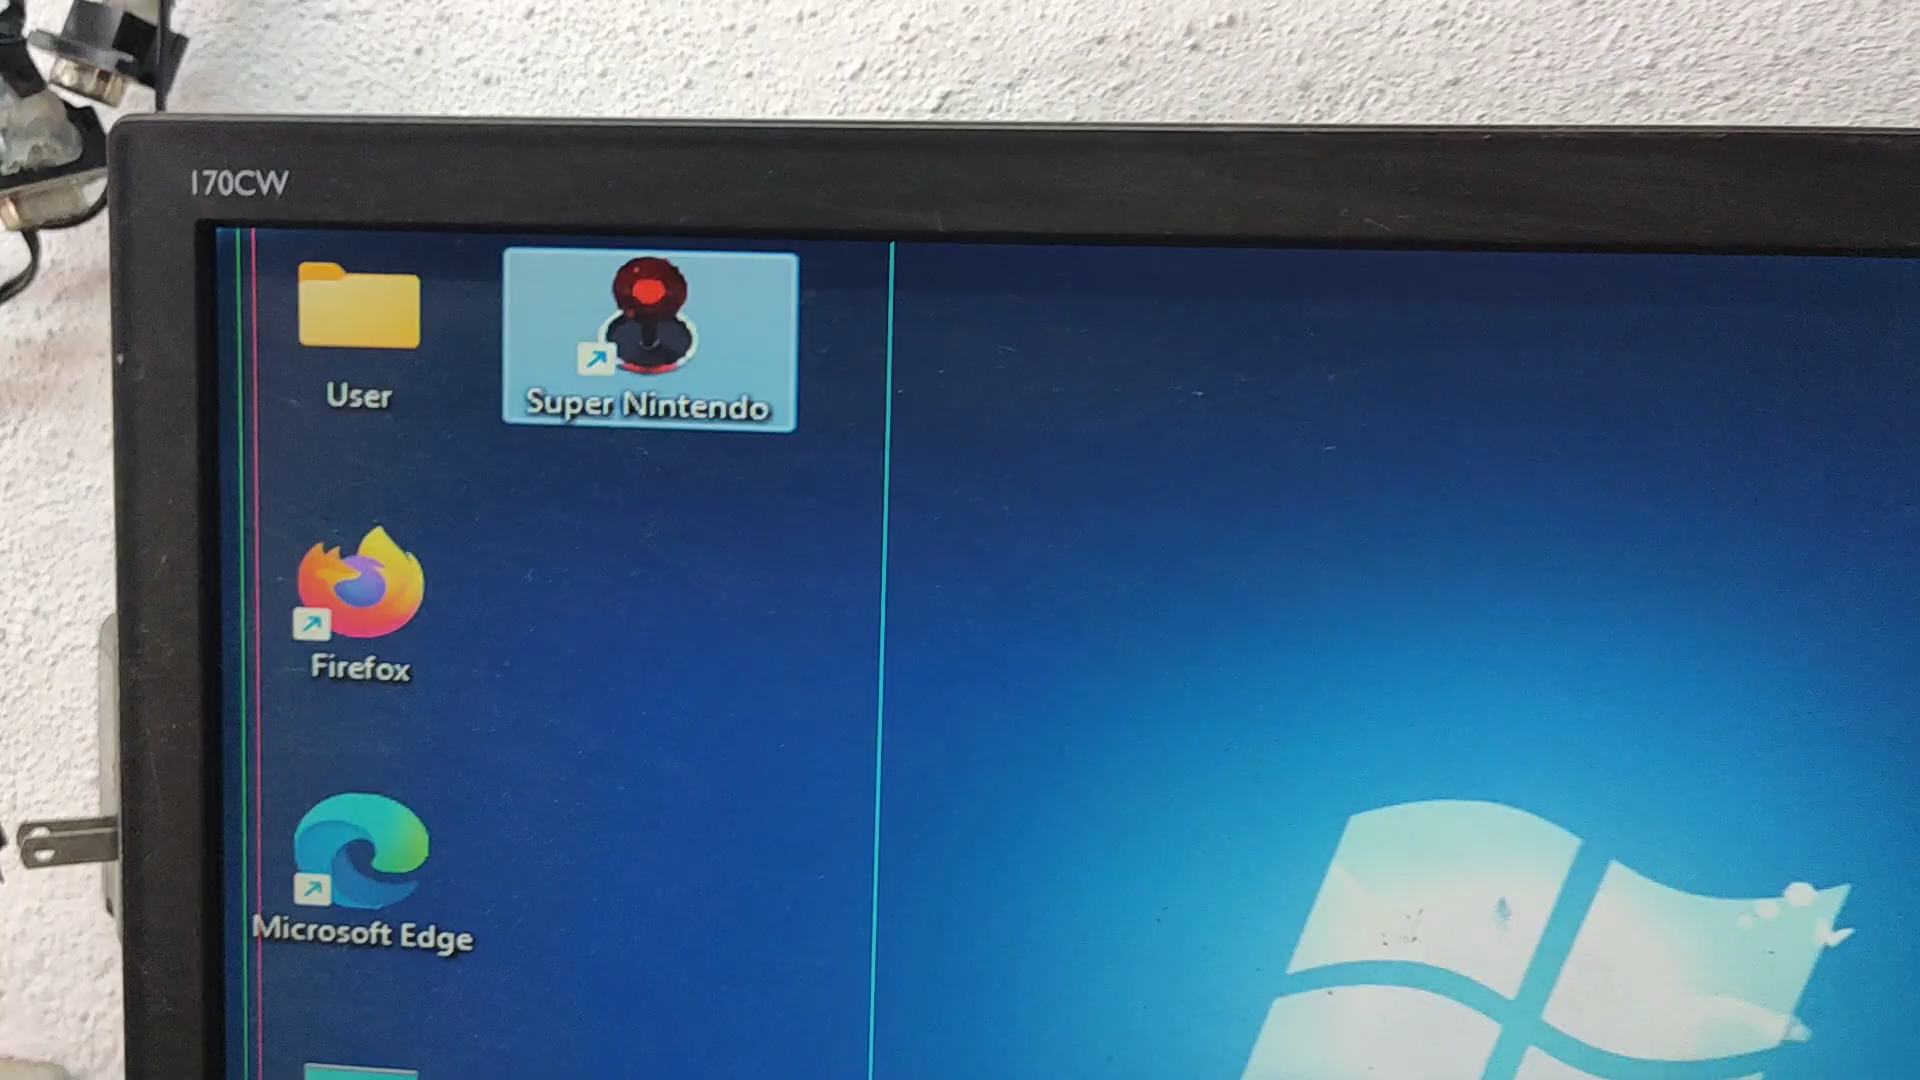 170CW
User
Super Nintendo
Firefox
Microsoft Edge